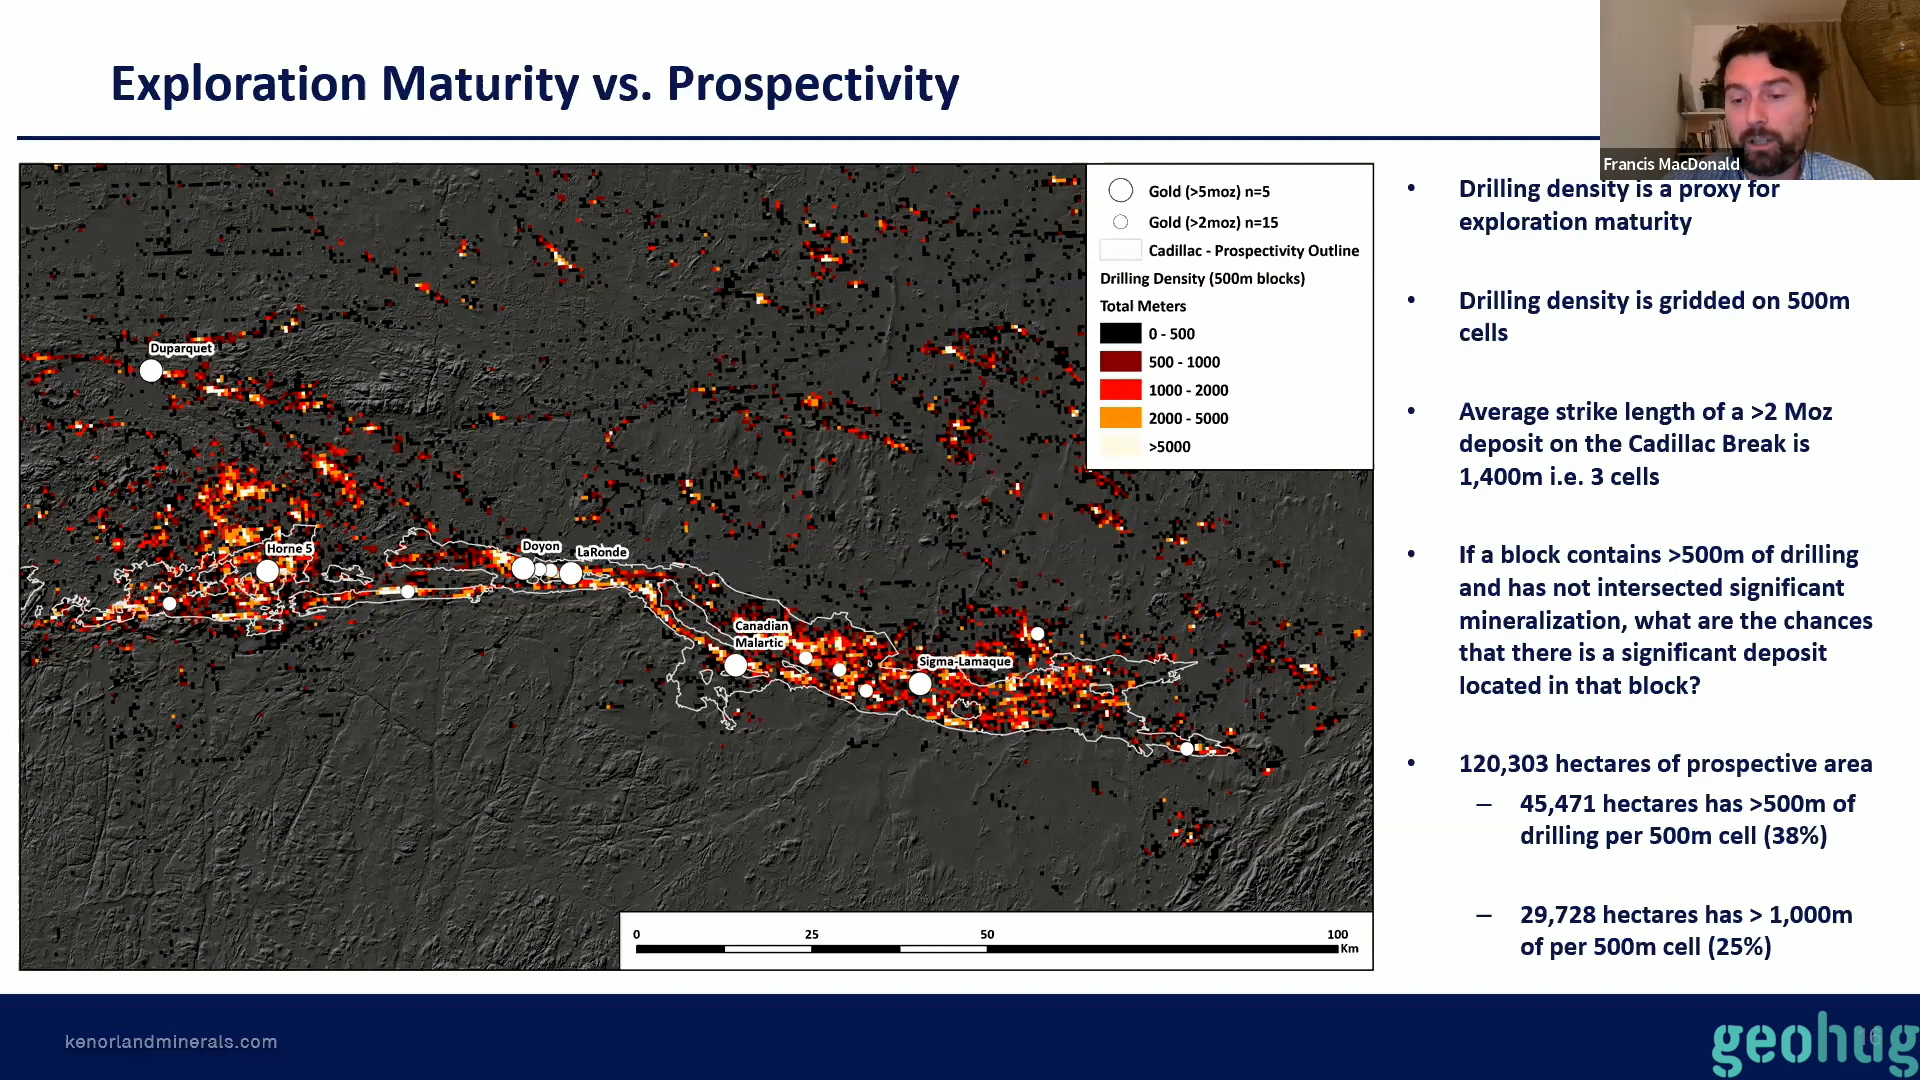 Exploration Maturity vs. Prospectivity
Francis MacDonald
Gold (>5moz) n=5
Gold (>2moz) n=15
Cadillac - Prospectivity Outline
Drilling Density (500m blocks)
Total Meters
0 - 500
500 - 1000
1000 - 2000
2000 - 5000
>5000
Duparquet
Horne 5
Doyon
LaRonde
Canadian
Malartic
Sigma-Lamaque
0 25 50 100
Km
• Drilling density is a proxy for
exploration maturity
• Drilling density is gridded on 500m
cells
• Average strike length of a >2 Moz
deposit on the Cadillac Break is
1,400m i.e. 3 cells
• If a block contains >500m of drilling
and has not intersected significant
mineralization, what are the chances
that there is a significant deposit
located in that block?
• 120,303 hectares of prospective area
– 45,471 hectares has >500m of
drilling per 500m cell (38%)
– 29,728 hectares has > 1,000m
of per 500m cell (25%)
kenorlandminerals.com
geohug
16